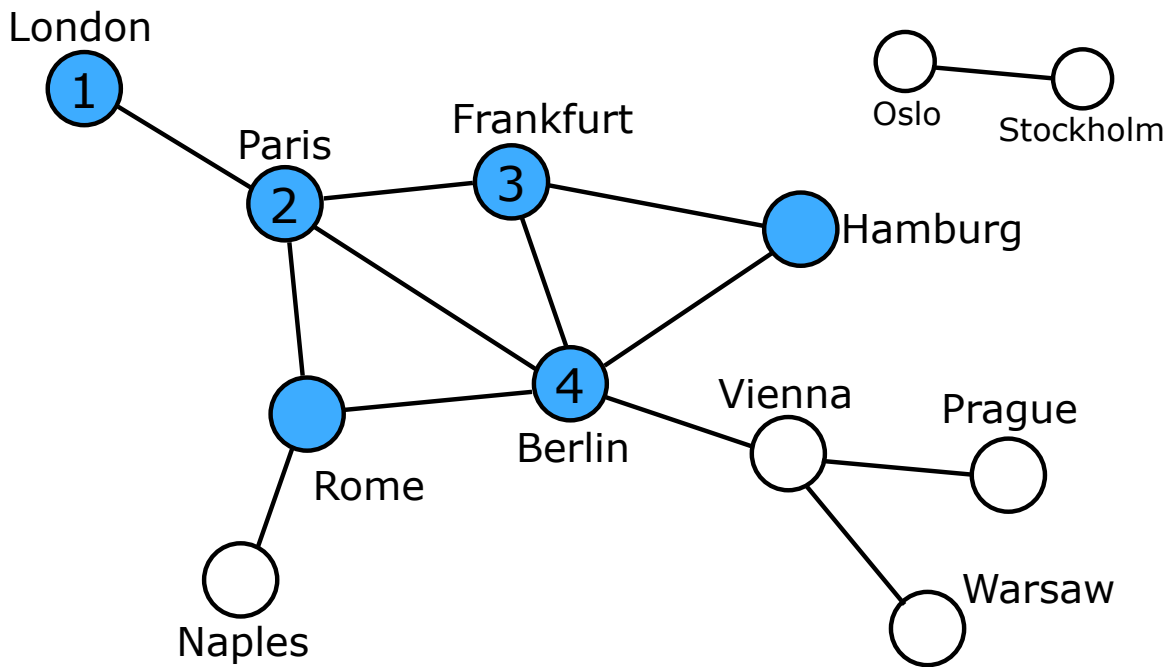 London
1
Oslo
Stockholm
Frankfurt
Paris
3
2
Hamburg
4
Vienna
Prague
Berlin
Rome
Warsaw
Naples